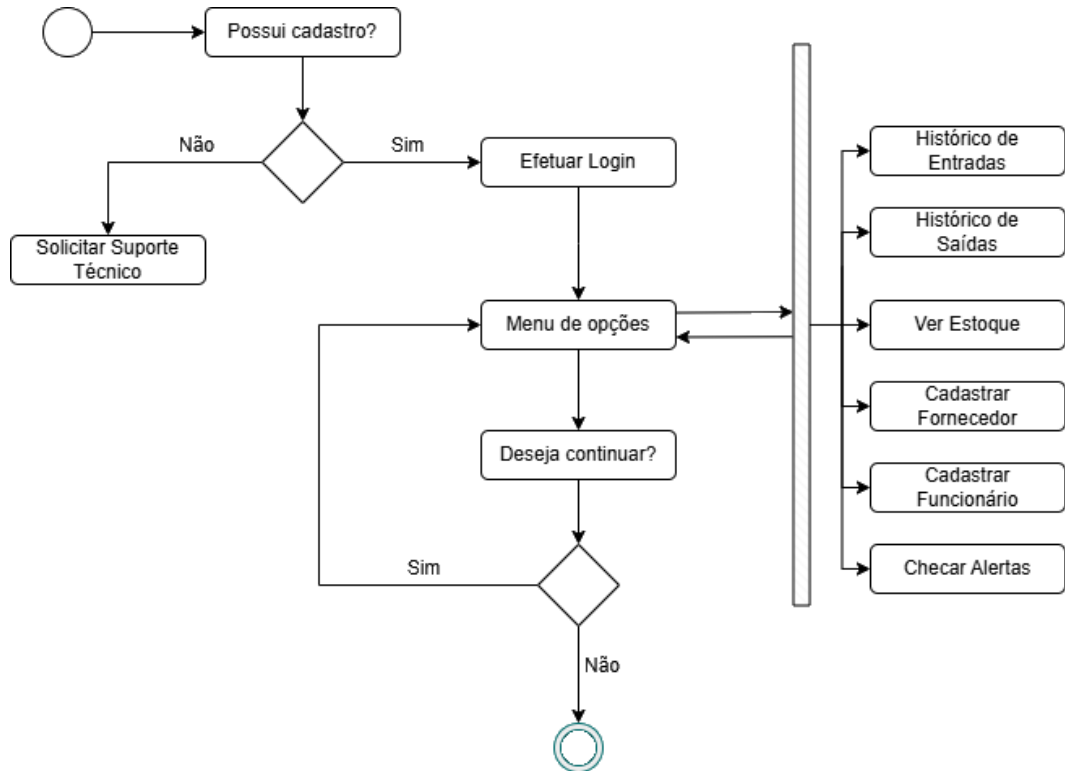 Possui cadastro?
Não
Sim
Efetuar Login
Solicitar Suporte
Técnico
Menu de opções
Deseja continuar?
Sim
Não
Histórico de
Entradas
Histórico de
Saídas
Ver Estoque
Cadastrar
Fornecedor
Cadastrar
Funcionário
Checar Alertas